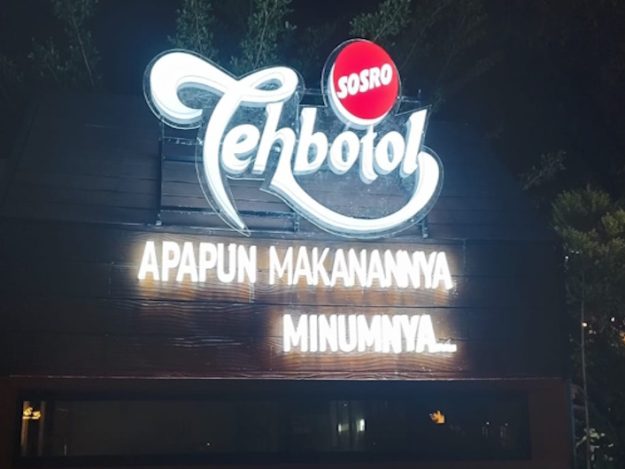 SOSRO
Tehbotol
APAPUN MAKANANNYA
MINUMNYA...